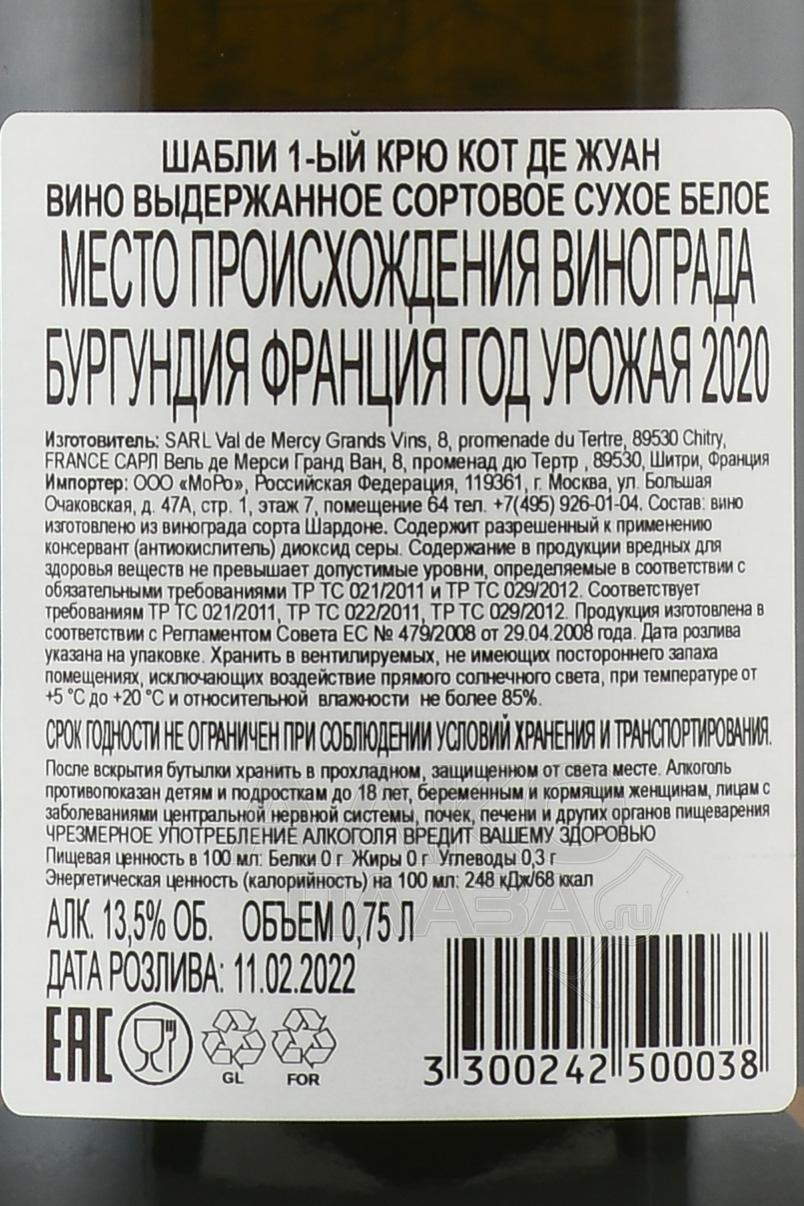 ШАБЛИ 1-ЫЙ КРЮ КОТ ДЕ ЖУАН
ВИНО ВЫДЕРЖАННОЕ СОРТОВОЕ СУХОЕ БЕЛОЕ
МЕСТО ПРОИСХОЖДЕНИЯ ВИНОГРАДА
БУРГУНДИЯ ФРАНЦИЯ ГОД УРОЖАЯ 2020
Изготовитель: SARL Val de Mercy Grands Vins, 8, promenade du Tertre, 89530 Chitry,
FRANCE САРЛ Вель де Мерси Гранд Ван, 8, променад дю Тертр , 89530, Шитри, Франция
Импортер: ООО «МоРо», Российская Федерация, 119361, г. Москва, ул. Большая
Очаковская, д. 47А, стр. 1, этаж 7, помещение 64 тел. +7(495) 926-01-04. Состав: вино
изготовлено из винограда сорта Шардоне. Содержит разрешенный к применению
консервант (антиокислитель) диоксид серы. Содержание в продукции вредных для
здоровья веществ не превышает допустимые уровни, определяемые в соответствии с
обязательными требованиями ТР ТС 021/2011 и ТР ТС 029/2012. Соответствует
требованиям ТР ТС 021/2011, ТР ТС 022/2011, ТР ТС 029/2012. Продукция изготовлена в
соответствии с Регламентом Совета ЕС № 479/2008 от 29.04.2008 года. Дата розлива
указана на упаковке. Хранить в вентилируемых, не имеющих постороннего запаха
помещениях, исключающих воздействие прямого солнечного света, при температуре от
+5 °С до +20 °С и относительной влажности не более 85%.
СРОК ГОДНОСТИ НЕ ОГРАНИЧЕН ПРИ СОБЛЮДЕНИИ УСЛОВИЙ ХРАНЕНИЯ И ТРАНСПОРТИРОВАНИЯ.
После вскрытия бутылки хранить в прохладном, защищенном от света месте. Алкоголь
противопоказан детям и подросткам до 18 лет, беременным и кормящим женщинам, лицам с
заболеваниями центральной нервной системы, почек, печени и других органов пищеварения
ЧРЕЗМЕРНОЕ УПОТРЕБЛЕНИЕ АЛКОГОЛЯ ВРЕДИТ ВАШЕМУ ЗДОРОВЬЮ
Пищевая ценность в 100 мл: Белки 0 г Жиры 0 г Углеводы 0,3 г
Энергетическая ценность (калорийность) на 100 мл: 248 кДж/68 ккал
АЛК. 13,5% ОБ. ОБЪЕМ 0,75 Л
ДАТА РОЗЛИВА: 11.02.2022
ЕАС
GL FOR
3 300242 500038
ПЛАЗА.ru